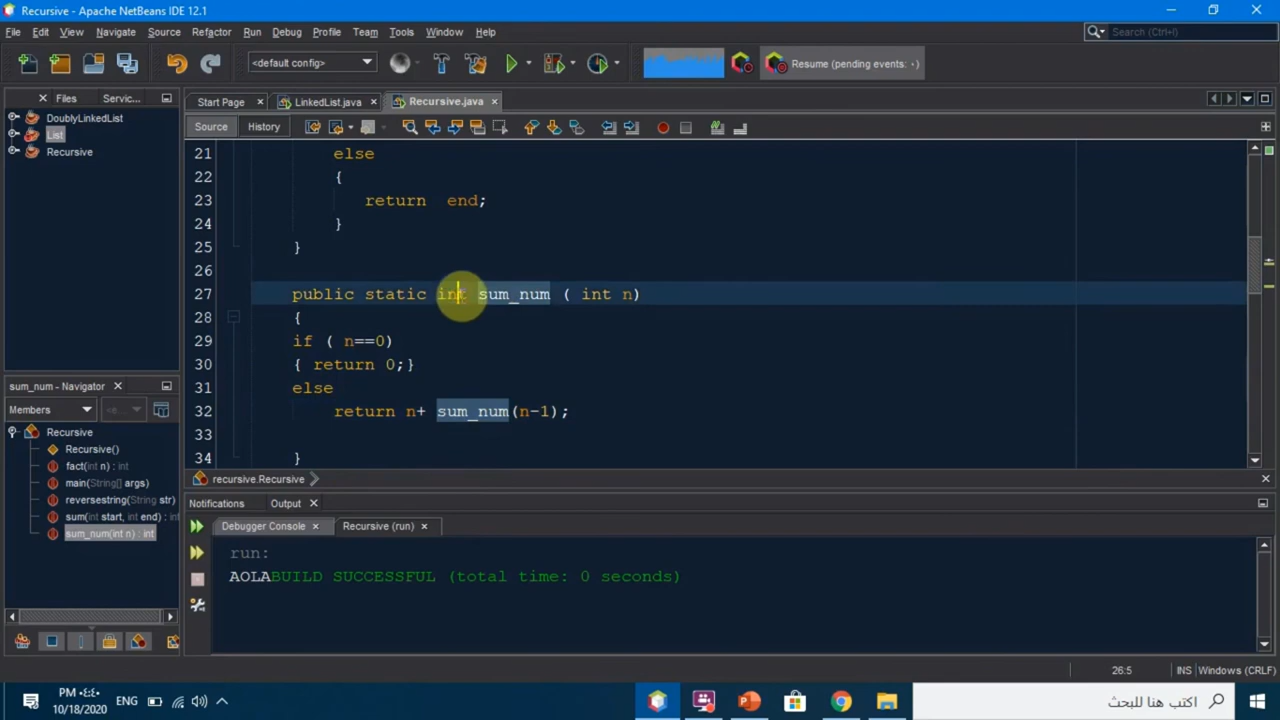 Recursive - Apache NetBeans IDE 12.1
File Edit View Navigate Source Refactor Run Debug Profile Team Tools Window Help
Search (Ctrl+I)
<default config>
Resume (pending events: -)
Files Servic...
Start Page LinkedList.java Recursive.java
DoublyLinkedList
List
Recursive
Source History
21 else
22 {
23 return end;
24 }
25 }
26
27 public static int sum_num ( int n)
28 {
29 if ( n==0)
30 { return 0;}
31 else
32 return n+ sum_num(n-1);
33
34 }
sum_num - Navigator
Members
Recursive
Recursive()
fact(int n) : int
main(String[] args)
reversestring(String str)
sum(int start, int end) : int
sum_num(int n) : int
recursive.Recursive
Notifications Output
Debugger Console Recursive (run)
run:
AOLABUILD SUCCESSFUL (total time: 0 seconds)
26:5 INS Windows (CRLF)
PM ٠٤:٤٠
10/18/2020
ENG
اكتب هنا للبحث